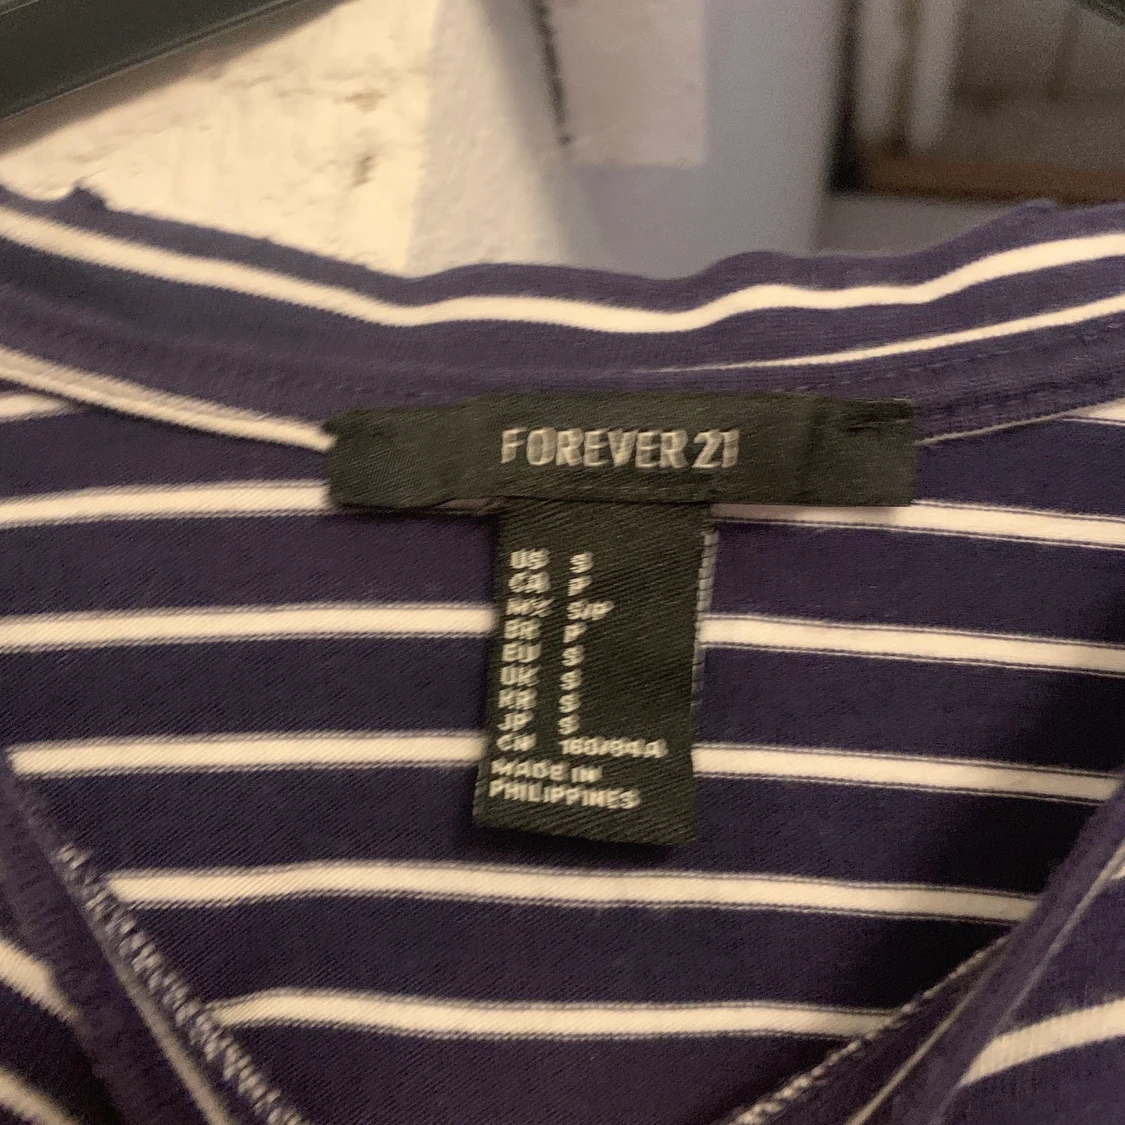 FOREVER 21
US S
CA P
MX S/P
BR P
EU S
UK S
KR S
JP S
CN 160/84A
MADE IN
PHILIPPINES